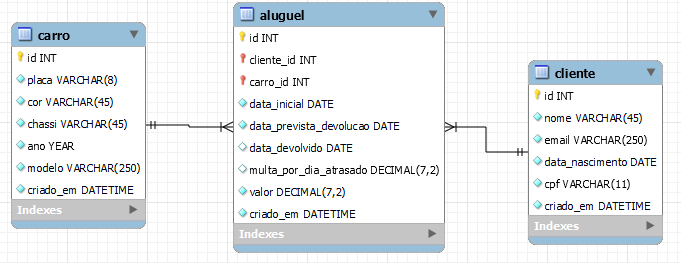 carro
id INT
placa VARCHAR(8)
cor VARCHAR(45)
chassi VARCHAR(45)
ano YEAR
modelo VARCHAR(250)
criado_em DATETIME
Indexes
aluguel
id INT
cliente_id INT
carro_id INT
data_inicial DATE
data_prevista_devolucao DATE
data_devolvido DATE
multa_por_dia_atrasado DECIMAL(7,2)
valor DECIMAL(7,2)
criado_em DATETIME
Indexes
cliente
id INT
nome VARCHAR(45)
email VARCHAR(250)
data_nascimento DATE
cpf VARCHAR(11)
criado_em DATETIME
Indexes